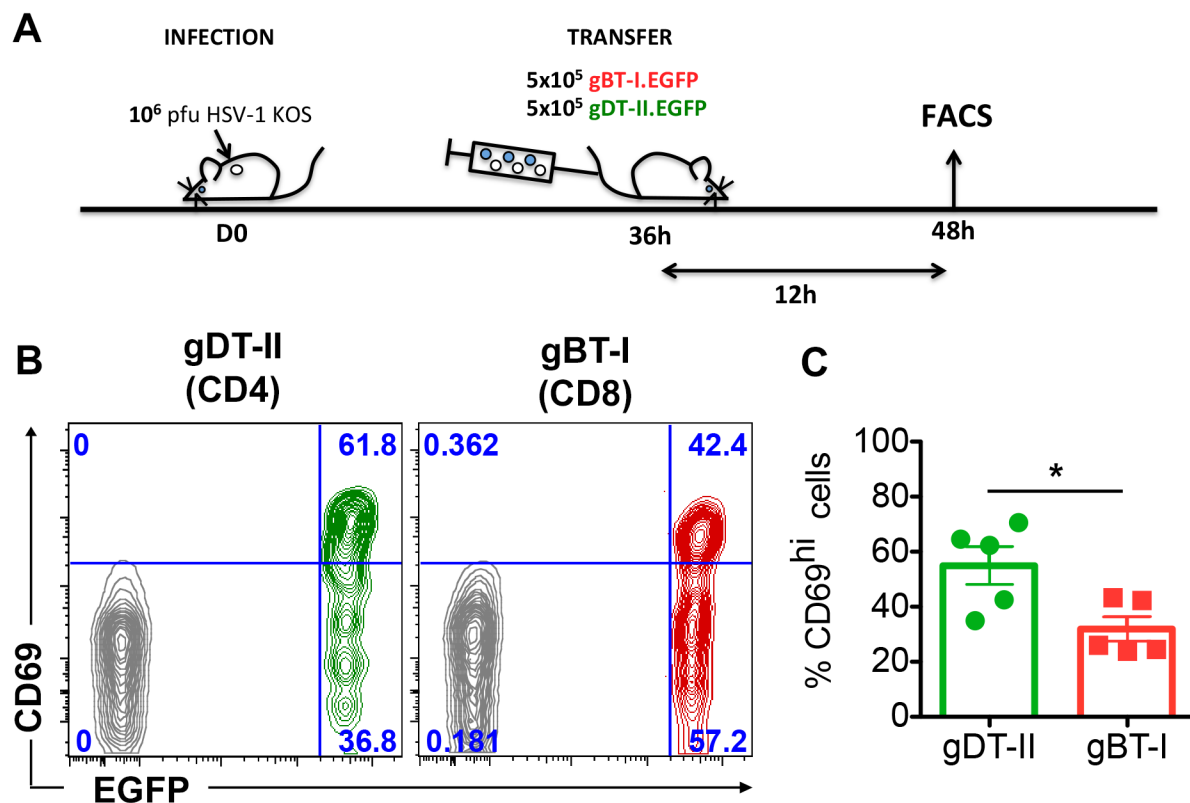 A
INFECTION
TRANSFER
5x10⁵ gBT-I.EGFP
5x10⁵ gDT-II.EGFP
10⁶ pfu HSV-1 KOS
FACS
D0
36h
48h
12h
B
gDT-II
(CD4)
gBT-I
(CD8)
0
61.8
0.362
42.4
0
36.8
0.181
57.2
CD69
EGFP
C
% CD69ʰⁱ cells
100
80
60
40
20
0
*
gDT-II
gBT-I